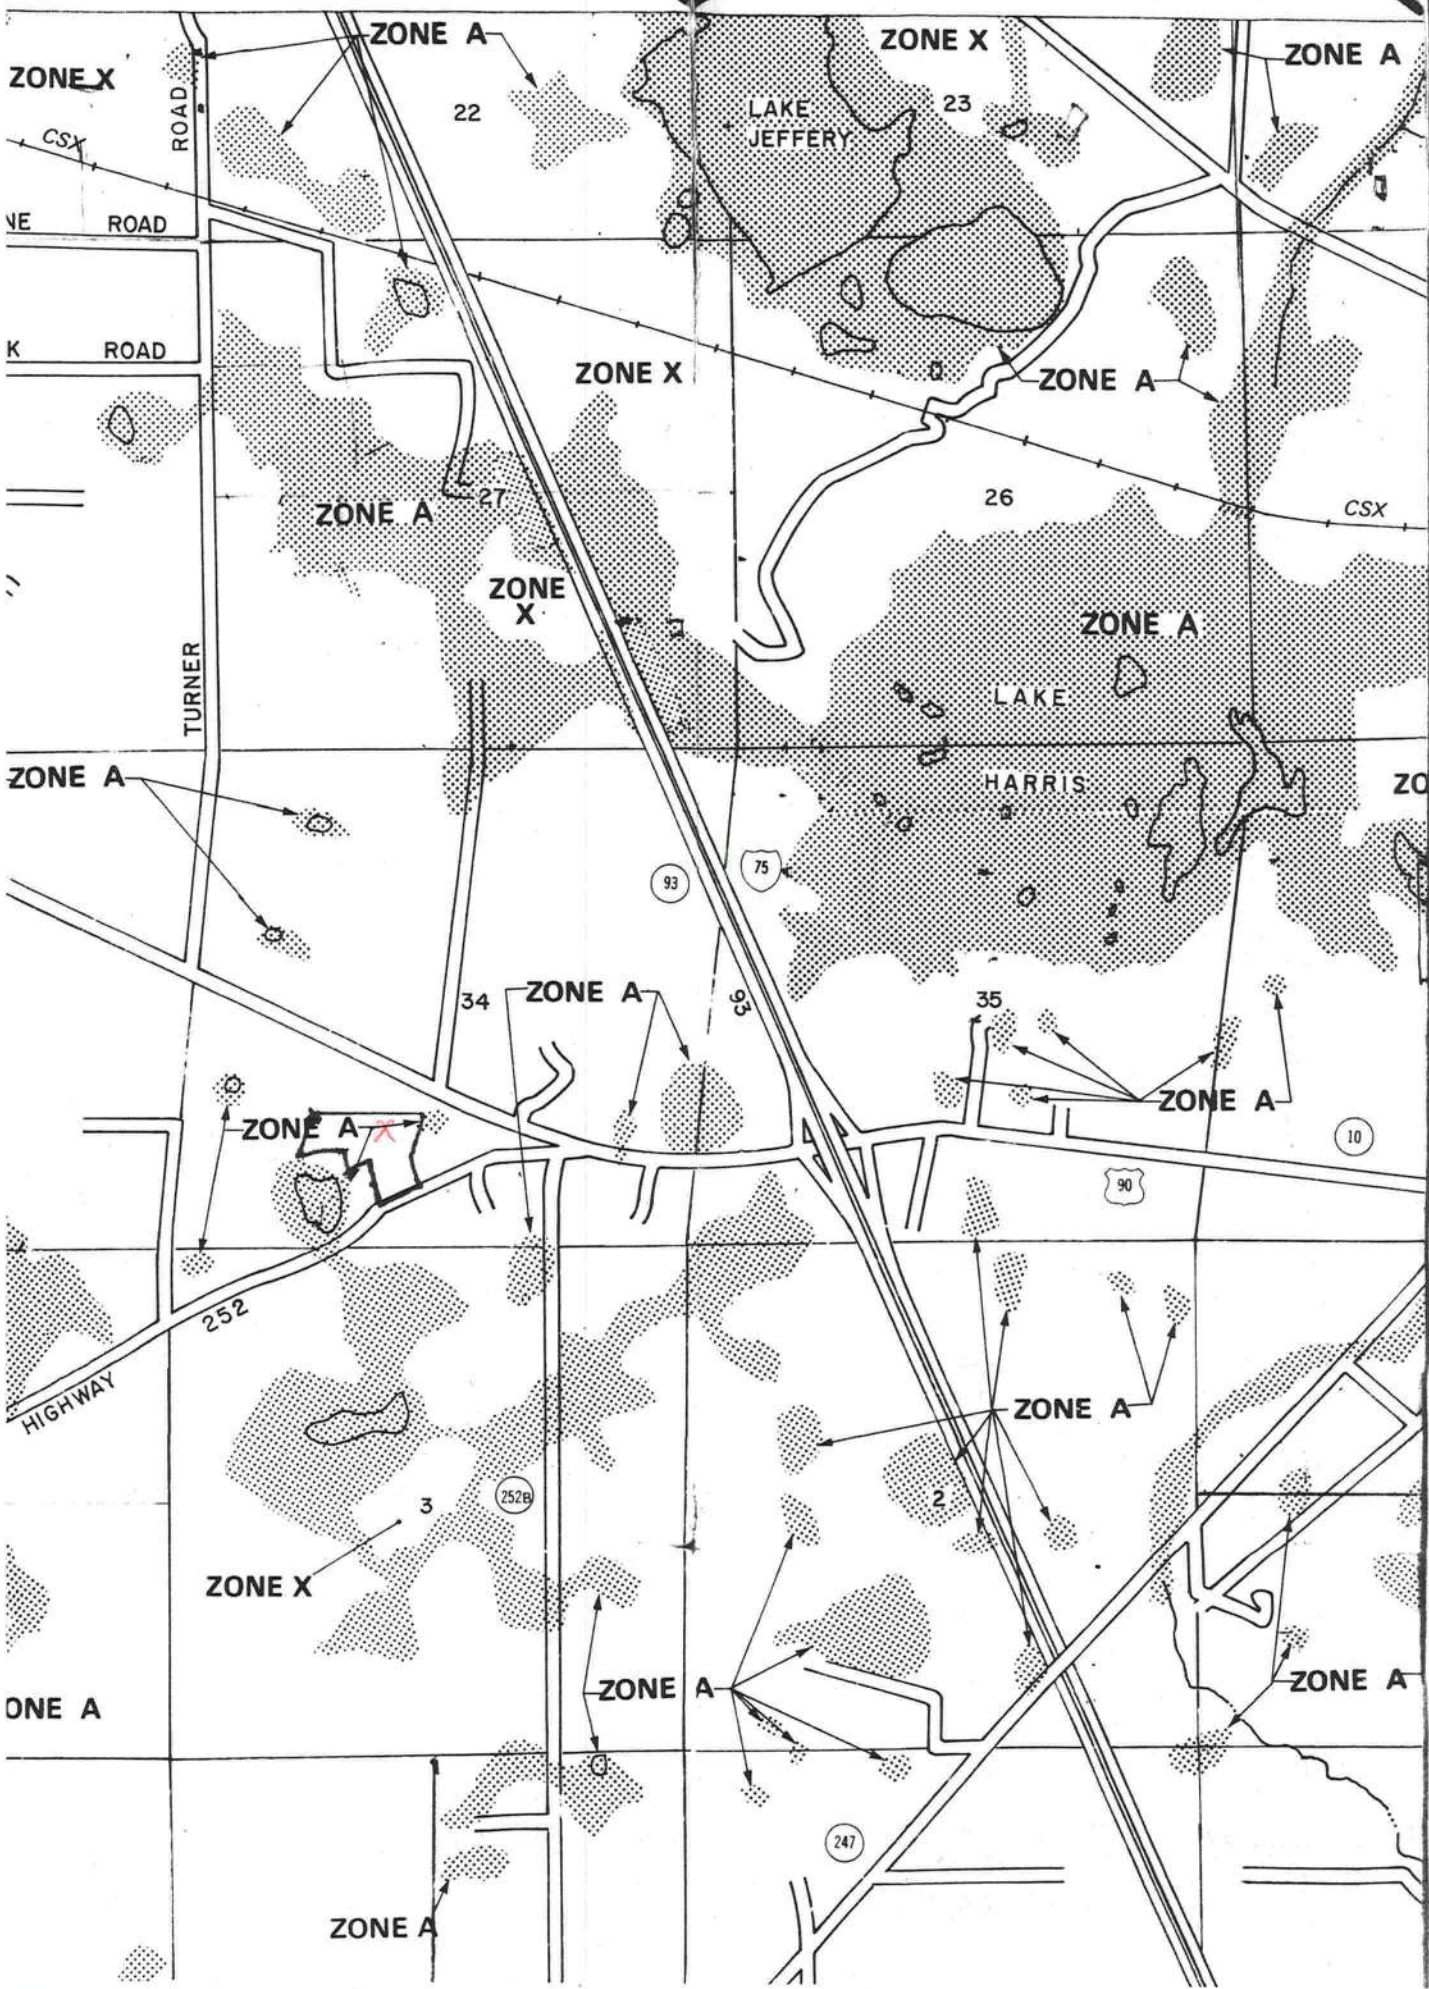 ZONE A
ZONE X
ZONE A
ZONE X
22
LAKE
JEFFERY
23
ROAD
CSX
NE ROAD
K ROAD
ZONE X
ZONE A
27
26
CSX
ZONE A
ZONE
X
ZONE A
TURNER
LAKE
HARRIS
ZONE A
ZO
93
75
34
ZONE A
93
35
ZONE A
ZONE A
X
10
90
252
HIGHWAY
ZONE A
252B
3
2
ZONE X
ZONE A
ZONE A
ONE A
247
ZONE A